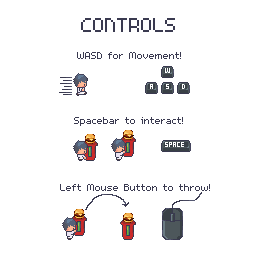 CONTROLS
WASD for Movement!
W
A S D
Spacebar to interact!
SPACE
Left Mouse Button to throw!